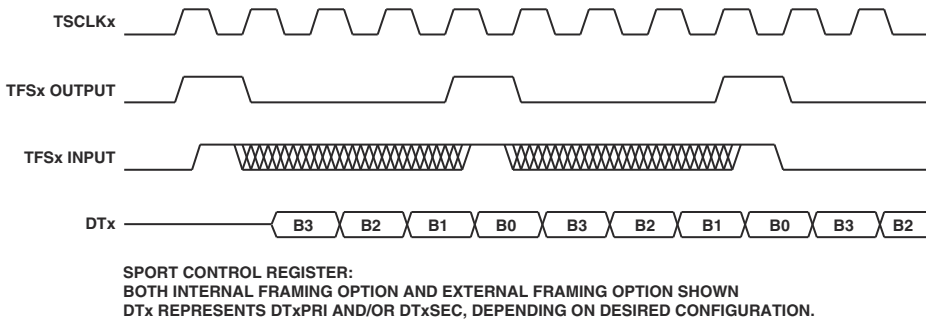 TSCLKx
TFSx OUTPUT
TFSx INPUT
DTx B3 B2 B1 B0 B3 B2 B1 B0 B3 B2
SPORT CONTROL REGISTER:
BOTH INTERNAL FRAMING OPTION AND EXTERNAL FRAMING OPTION SHOWN
DTx REPRESENTS DTxPRI AND/OR DTxSEC, DEPENDING ON DESIRED CONFIGURATION.